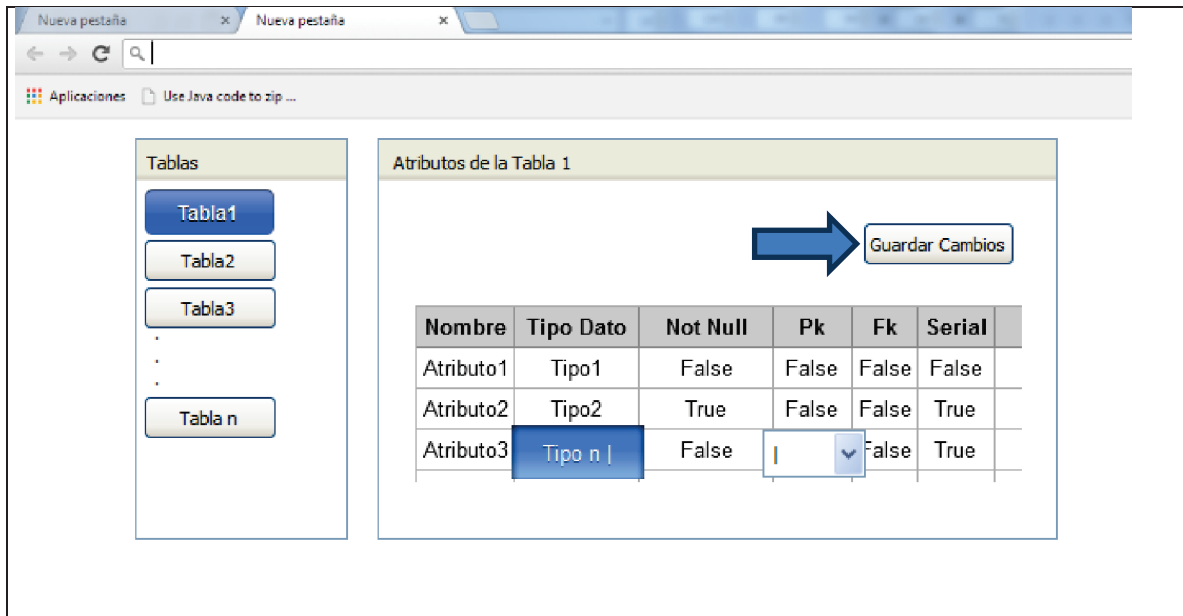 Nueva pestaña Nueva pestaña
Aplicaciones Use Java code to zip ...
Tablas
Tabla1
Tabla2
Tabla3
.
.
.
Tabla n
Atributos de la Tabla 1
Guardar Cambios
Nombre Tipo Dato Not Null Pk Fk Serial
Atributo1 Tipo1 False False False False
Atributo2 Tipo2 True False False True
Atributo3 Tipo n | False | False True